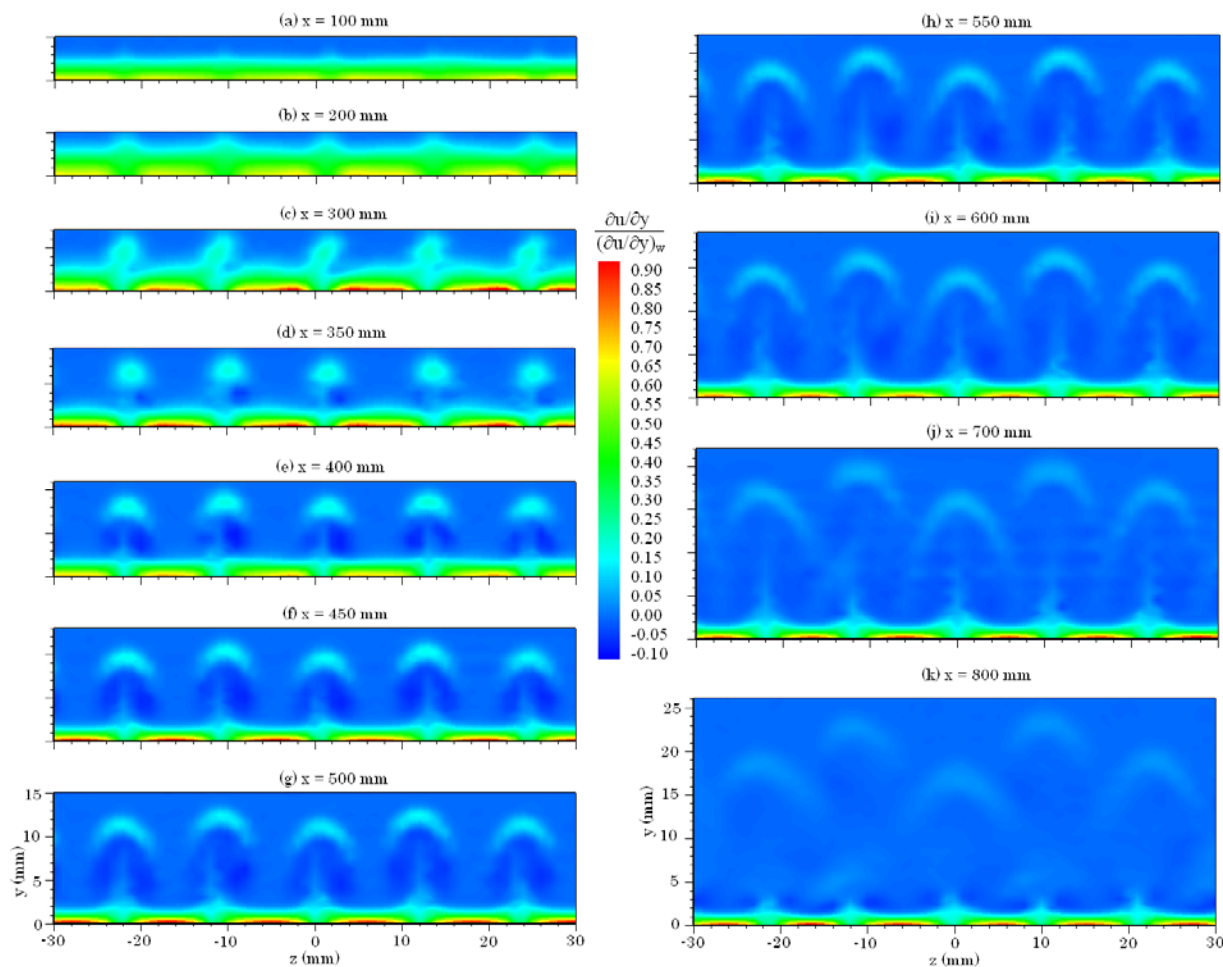 (a) x = 100 mm
(b) x = 200 mm
(c) x = 300 mm
(d) x = 350 mm
(e) x = 400 mm
(f) x = 450 mm
(g) x = 500 mm
15
10
5
0
y (mm)
-30 -20 -10 0 10 20 30
z (mm)
∂u/∂y
(∂u/∂y)w
0.90
0.85
0.80
0.75
0.70
0.65
0.60
0.55
0.50
0.45
0.40
0.35
0.30
0.25
0.20
0.15
0.10
0.05
0.00
-0.05
-0.10
(h) x = 550 mm
(i) x = 600 mm
(j) x = 700 mm
(k) x = 800 mm
25
20
15
10
5
0
y (mm)
-30 -20 -10 0 10 20 30
z (mm)